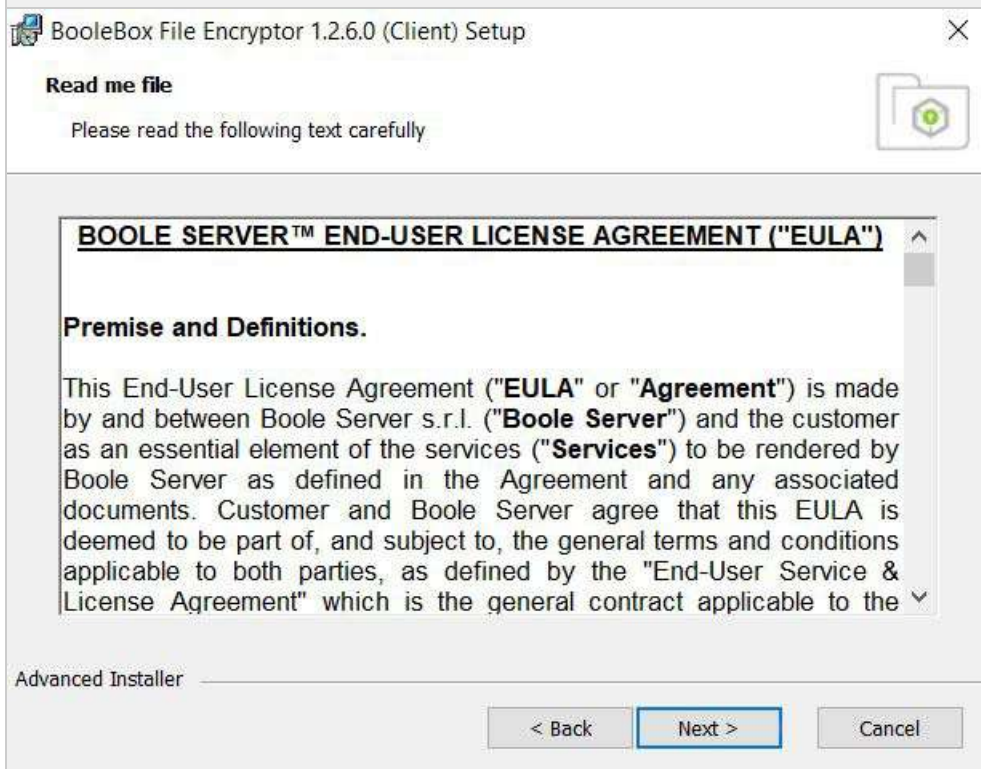 BooleBox File Encryptor 1.2.6.0 (Client) Setup
Read me file
Please read the following text carefully
BOOLE SERVER™ END-USER LICENSE AGREEMENT ("EULA")
Premise and Definitions.
This End-User License Agreement ("EULA" or "Agreement") is made
by and between Boole Server s.r.l. ("Boole Server") and the customer
as an essential element of the services ("Services") to be rendered by
Boole Server as defined in the Agreement and any associated
documents. Customer and Boole Server agree that this EULA is
deemed to be part of, and subject to, the general terms and conditions
applicable to both parties, as defined by the "End-User Service &
License Agreement" which is the general contract applicable to the
Advanced Installer
< Back
Next >
Cancel